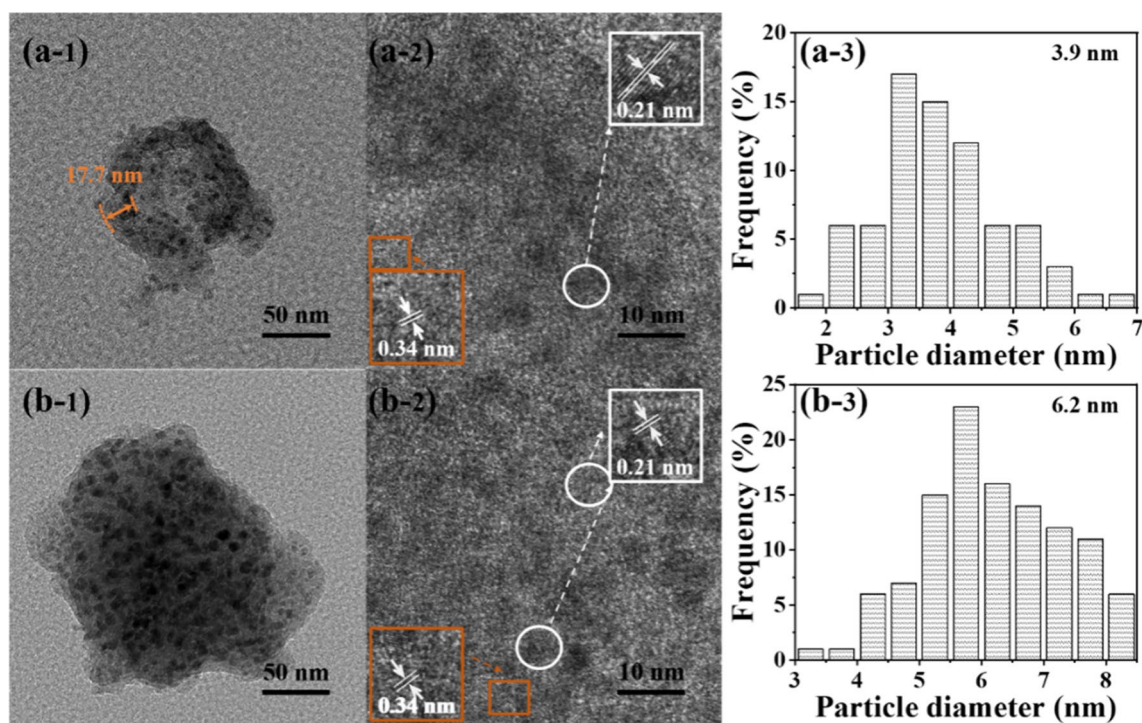 (a-1)
17.7 nm
50 nm
(a-2)
0.21 nm
0.34 nm
10 nm
(a-3)
3.9 nm
20
15
10
5
0
Frequency (%)
2 3 4 5 6 7
Particle diameter (nm)
(b-1)
50 nm
(b-2)
0.21 nm
0.34 nm
10 nm
(b-3)
6.2 nm
25
20
15
10
5
0
Frequency (%)
3 4 5 6 7 8
Particle diameter (nm)